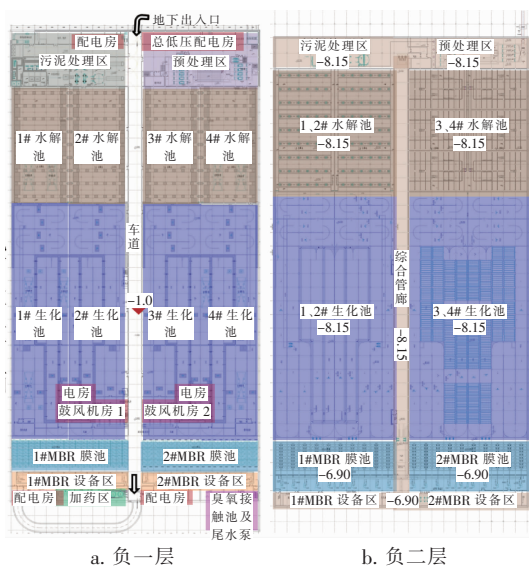 地下出入口
配电房
总低压配电房
污泥处理区
预处理区
1# 水解
池
2# 水解
池
3# 水解
池
4# 水解
池
车
道
-1.0
1# 生化
池
2# 生化
池
3# 生化
池
4# 生化
池
电房
电房
鼓风机房 1
鼓风机房 2
1#MBR 膜池
2#MBR 膜池
1#MBR 设备区
2#MBR 设备区
配电房
加药区
配电房
臭氧接
触池及
尾水泵
a. 负一层
污泥处理区
-8.15
预处理区
-8.15
1、2# 水解池
-8.15
3、4# 水解池
-8.15
综
合
管
廊
-8.15
1、2# 生化池
-8.15
3、4# 生化池
-8.15
1#MBR 膜池
-6.90
2#MBR 膜池
-6.90
1#MBR 设备区
-6.90
2#MBR 设备区
b. 负二层